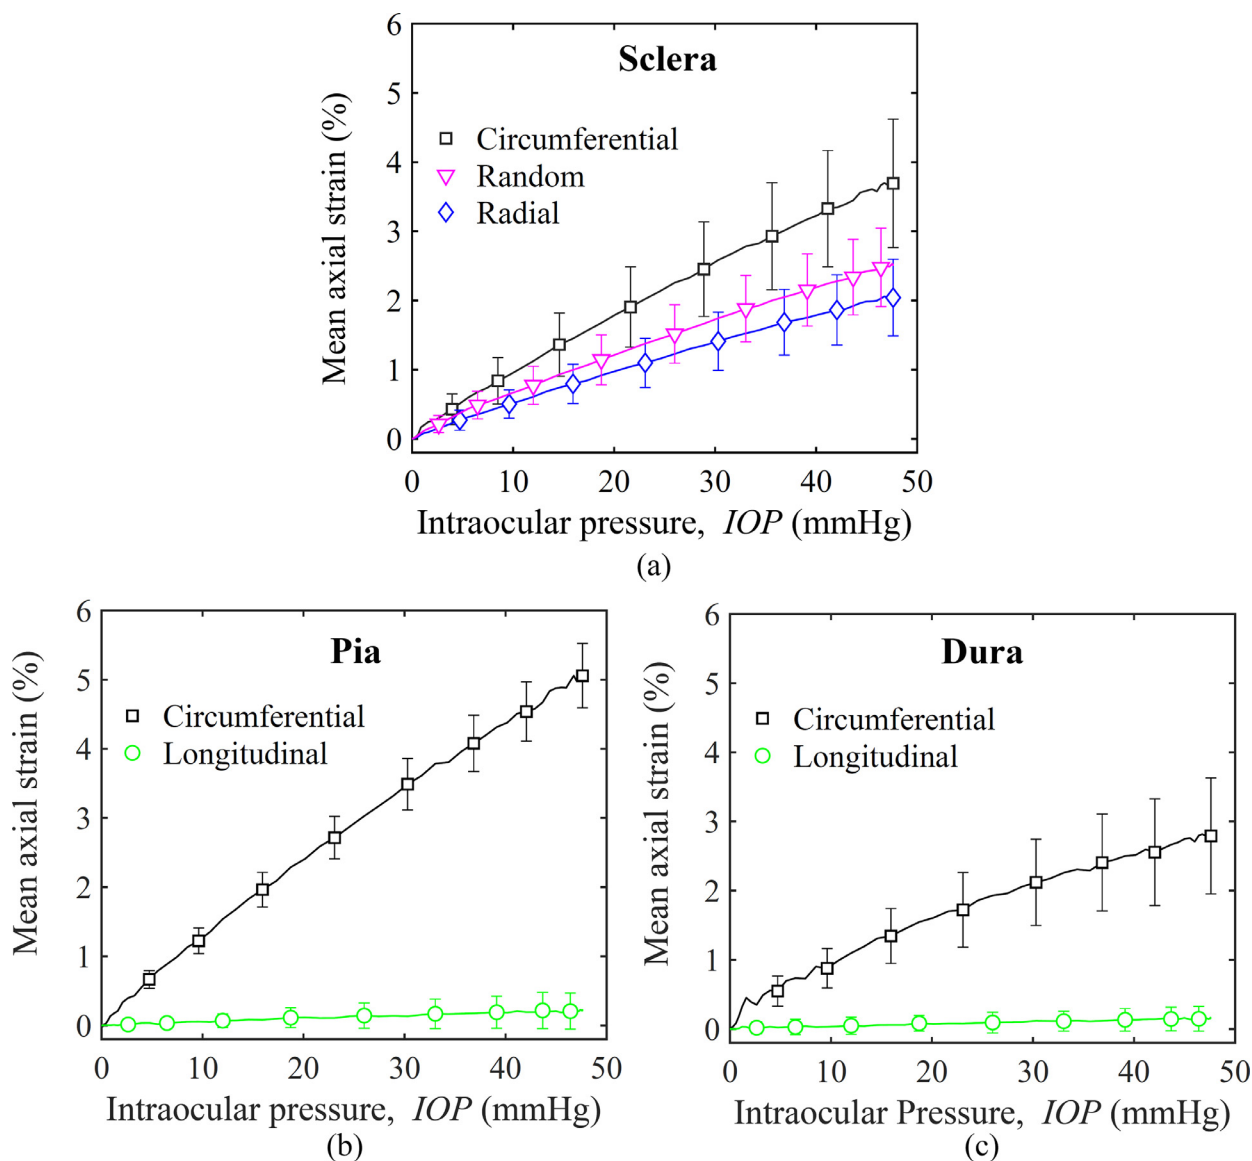 Sclera
Mean axial strain (%)
6
5
4
3
2
1
0
Circumferential
Random
Radial
0 10 20 30 40 50
Intraocular pressure, IOP (mmHg)
(a)
Pia
Mean axial strain (%)
6
5
4
3
2
1
0
Circumferential
Longitudinal
0 10 20 30 40 50
Intraocular pressure, IOP (mmHg)
(b)
Dura
Mean axial strain (%)
6
5
4
3
2
1
0
Circumferential
Longitudinal
0 10 20 30 40 50
Intraocular Pressure, IOP (mmHg)
(c)